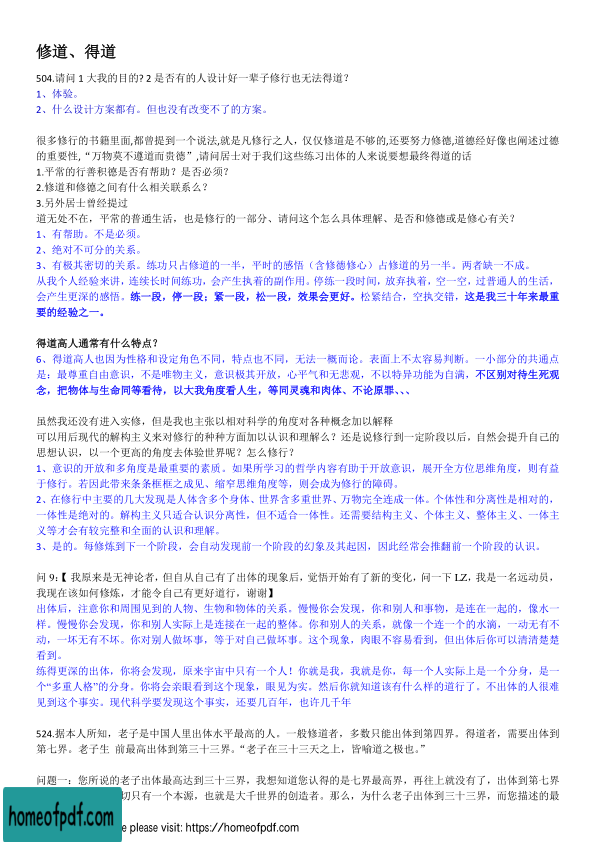 修道、得道
504.请问 1 大我的目的? 2 是否有的人设计好一辈子修行也无法得道?
1、体验。
2、什么设计方案都有。但也没有改变不了的方案。
很多修行的书籍里面,都曾提到一个说法,就是凡修行之人，仅仅修道是不够的,还要努力修德,道德经好像也阐述过德
的重要性,“万物莫不遵道而贵德”,请问居士对于我们这些练习出体的人来说要想最终得道的话
1.平常的行善积德是否有帮助？是否必须?
2.修道和修德之间有什么相关联系么?
3.另外居士曾经提过
道无处不在，平常的普通生活，也是修行的一部分、请问这个怎么具体理解、是否和修德或是修心有关?
1、有帮助。不是必须。
2、绝对不可分的关系。
3、有极其密切的关系。练功只占修道的一半，平时的感悟（含修德修心）占修道的另一半。两者缺一不成。
从我个人经验来讲，连续长时间练功，会产生执着的副作用。停练一段时间，放弃执着，空一空，过普通人的生活，
会产生更深的感悟。练一段，停一段；紧一段，松一段，效果会更好。松紧结合，空执交错，这是我三十年来最重
要的经验之一。
得道高人通常有什么特点?
6、得道高人也因为性格和设定角色不同，特点也不同，无法一概而论。表面上不太容易判断。一小部分的共通点
是：最尊重自由意识，不是唯物主义，意识极其开放，心平气和无悲观，不以特异功能为自满，不区别对待生死观
念，把物体与生命同等看待，以大我角度看人生，等同灵魂和肉体、不论原罪、、、
虽然我还没有进入实修，但是我也主张以相对科学的角度对各种概念加以解释
可以用后现代的解构主义来对修行的种种方面加以认识和理解么？还是说修行到一定阶段以后，自然会提升自己的
思想认识，以一个更高的角度去体验世界呢？怎么修行?
1、意识的开放和多角度是最重要的素质。如果所学习的哲学内容有助于开放意识，展开全方位思维角度，则有益
于修行。若因此带来条条框框之成见、缩窄思维角度等，则会成为修行的障碍。
2、在修行中主要的几大发现是人体含多个身体、世界含多重世界、万物完全连成一体。个体性和分离性是相对的，
一体性是绝对的。解构主义只适合认识分离性，但不适合一体性。还需要结构主义、个体主义、整体主义、一体主
义等才会有较完整和全面的认识和理解。
3、是的。每修炼到下一个阶段，会自动发现前一个阶段的幻象及其起因，因此经常会推翻前一个阶段的认识。
问 9：【 我原来是无神论者，但自从自己有了出体的现象后，觉悟开始有了新的变化，问一下 LZ，我是一名远动员，
我现在该如何修炼，才能令自己有更好道行，谢谢】
出体后，注意你和周围见到的人物、生物和物体的关系。慢慢你会发现，你和别人和事物，是连在一起的，像水一
样。慢慢你会发现，你和别人实际上是连接在一起的整体。你和别人的关系，就像一个连一个的水滴，一动无有不
动，一坏无有不坏。你对别人做坏事，等于对自己做坏事。这个现象，肉眼不容易看到，但出体后你可以清清楚楚
看到。
练得更深的出体，你将会发现，原来宇宙中只有一个人！你就是我，我就是你，每一个人实际上是一个分身，是一
个“多重人格”的分身。你将会亲眼看到这个现象，眼见为实。然后你就知道该有什么样的道行了。不出体的人很难
见到这个事实。现代科学要发现这个事实，还要几百年，也许几千年
524.据本人所知，老子是中国人里出体水平最高的人。一般修道者，多数只能出体到第四界。得道者，需要出体到
第七界。老子生 前最高出体到第三十三界。“老子在三十三天之上，皆喻道之极也。”
问题一：您所说的老子出体最高达到三十三界，我想知道您认得的是七界最高界，再往上就没有了，出体到第七界
切只有一个本源，也就是大千世界的创造者。那么，为什么老子出体到三十三界，而您描述的最
homeofpdf.com
e please visit: https://homeofpdf.com